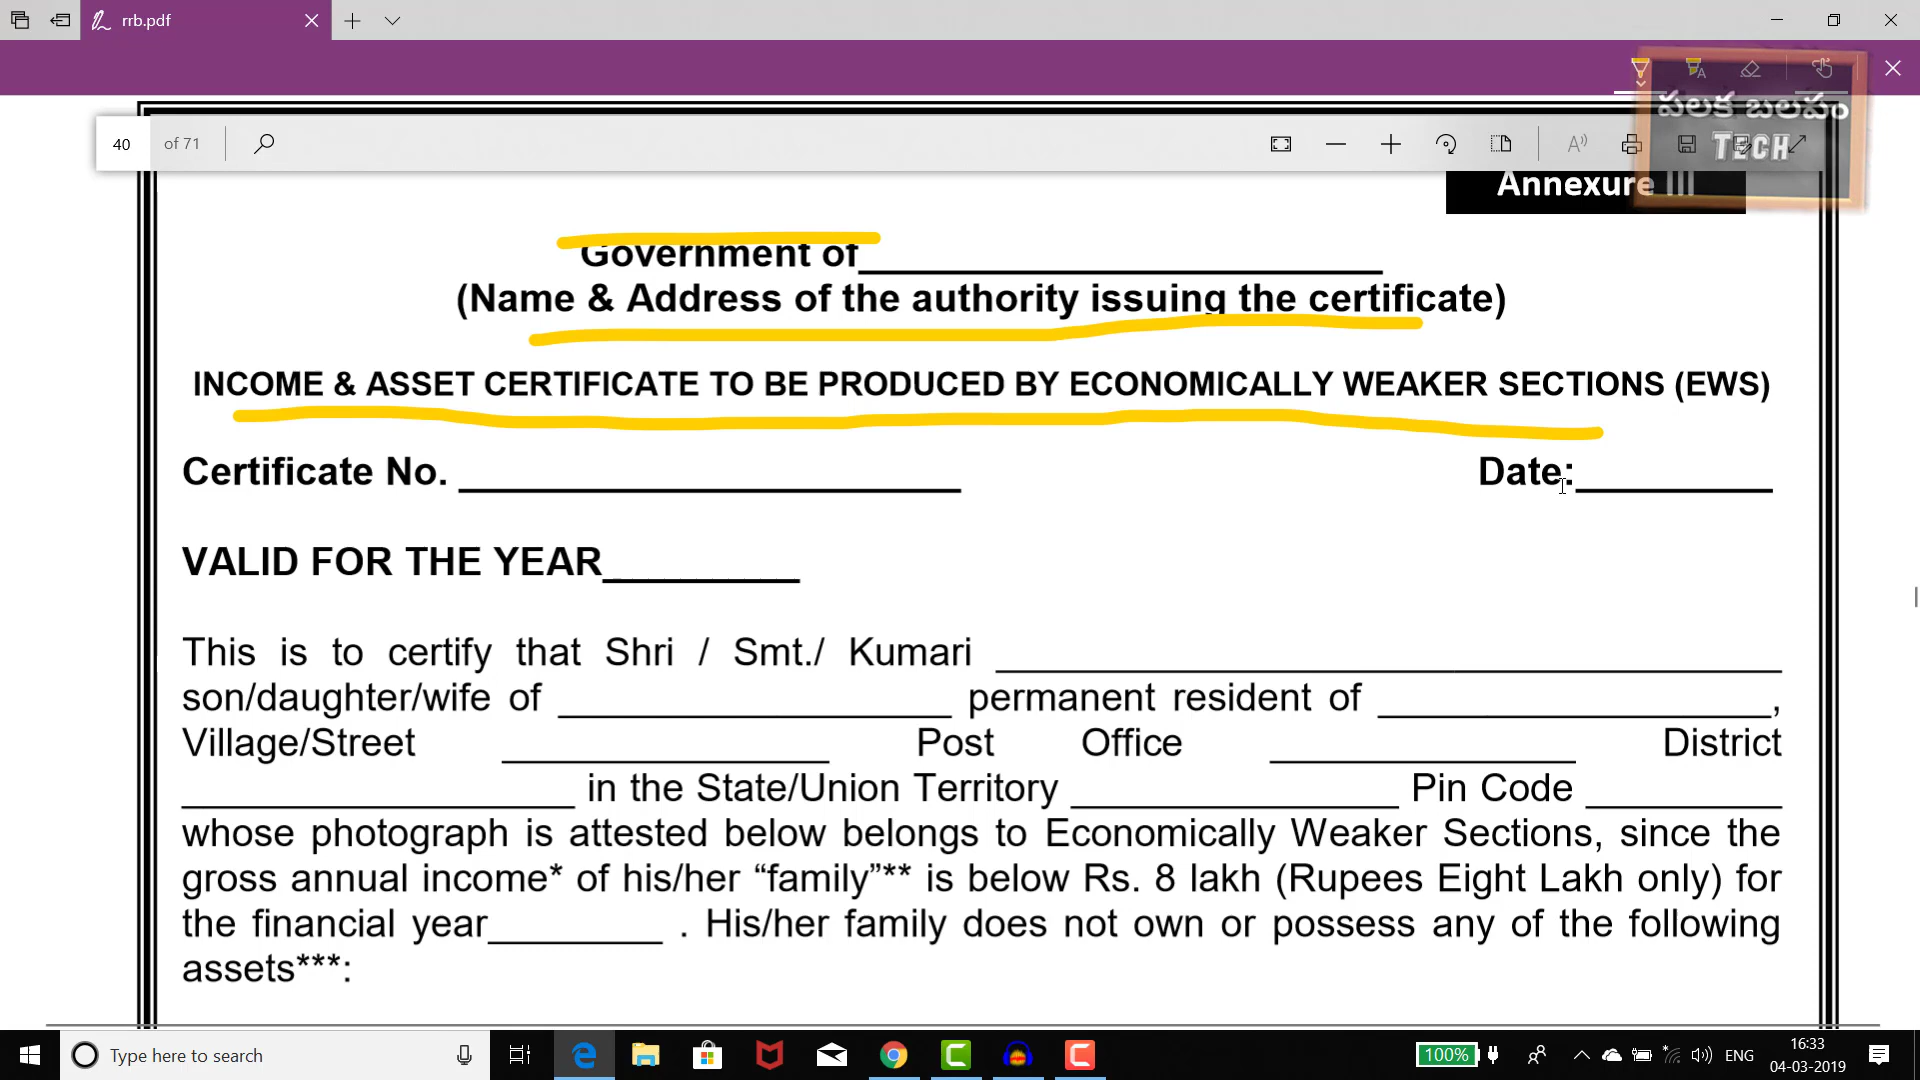 rrb.pdf
పలక బలపం
TECH
40 of 71
Annexure III
Government of
(Name & Address of the authority issuing the certificate)
INCOME & ASSET CERTIFICATE TO BE PRODUCED BY ECONOMICALLY WEAKER SECTIONS (EWS)
Certificate No. Date:
VALID FOR THE YEAR
This is to certify that Shri / Smt./ Kumari
son/daughter/wife of permanent resident of ,
Village/Street Post Office District
in the State/Union Territory Pin Code
whose photograph is attested below belongs to Economically Weaker Sections, since the
gross annual income* of his/her “family”** is below Rs. 8 lakh (Rupees Eight Lakh only) for
the financial year . His/her family does not own or possess any of the following
assets***:
Type here to search
100%
ENG
16:33
04-03-2019